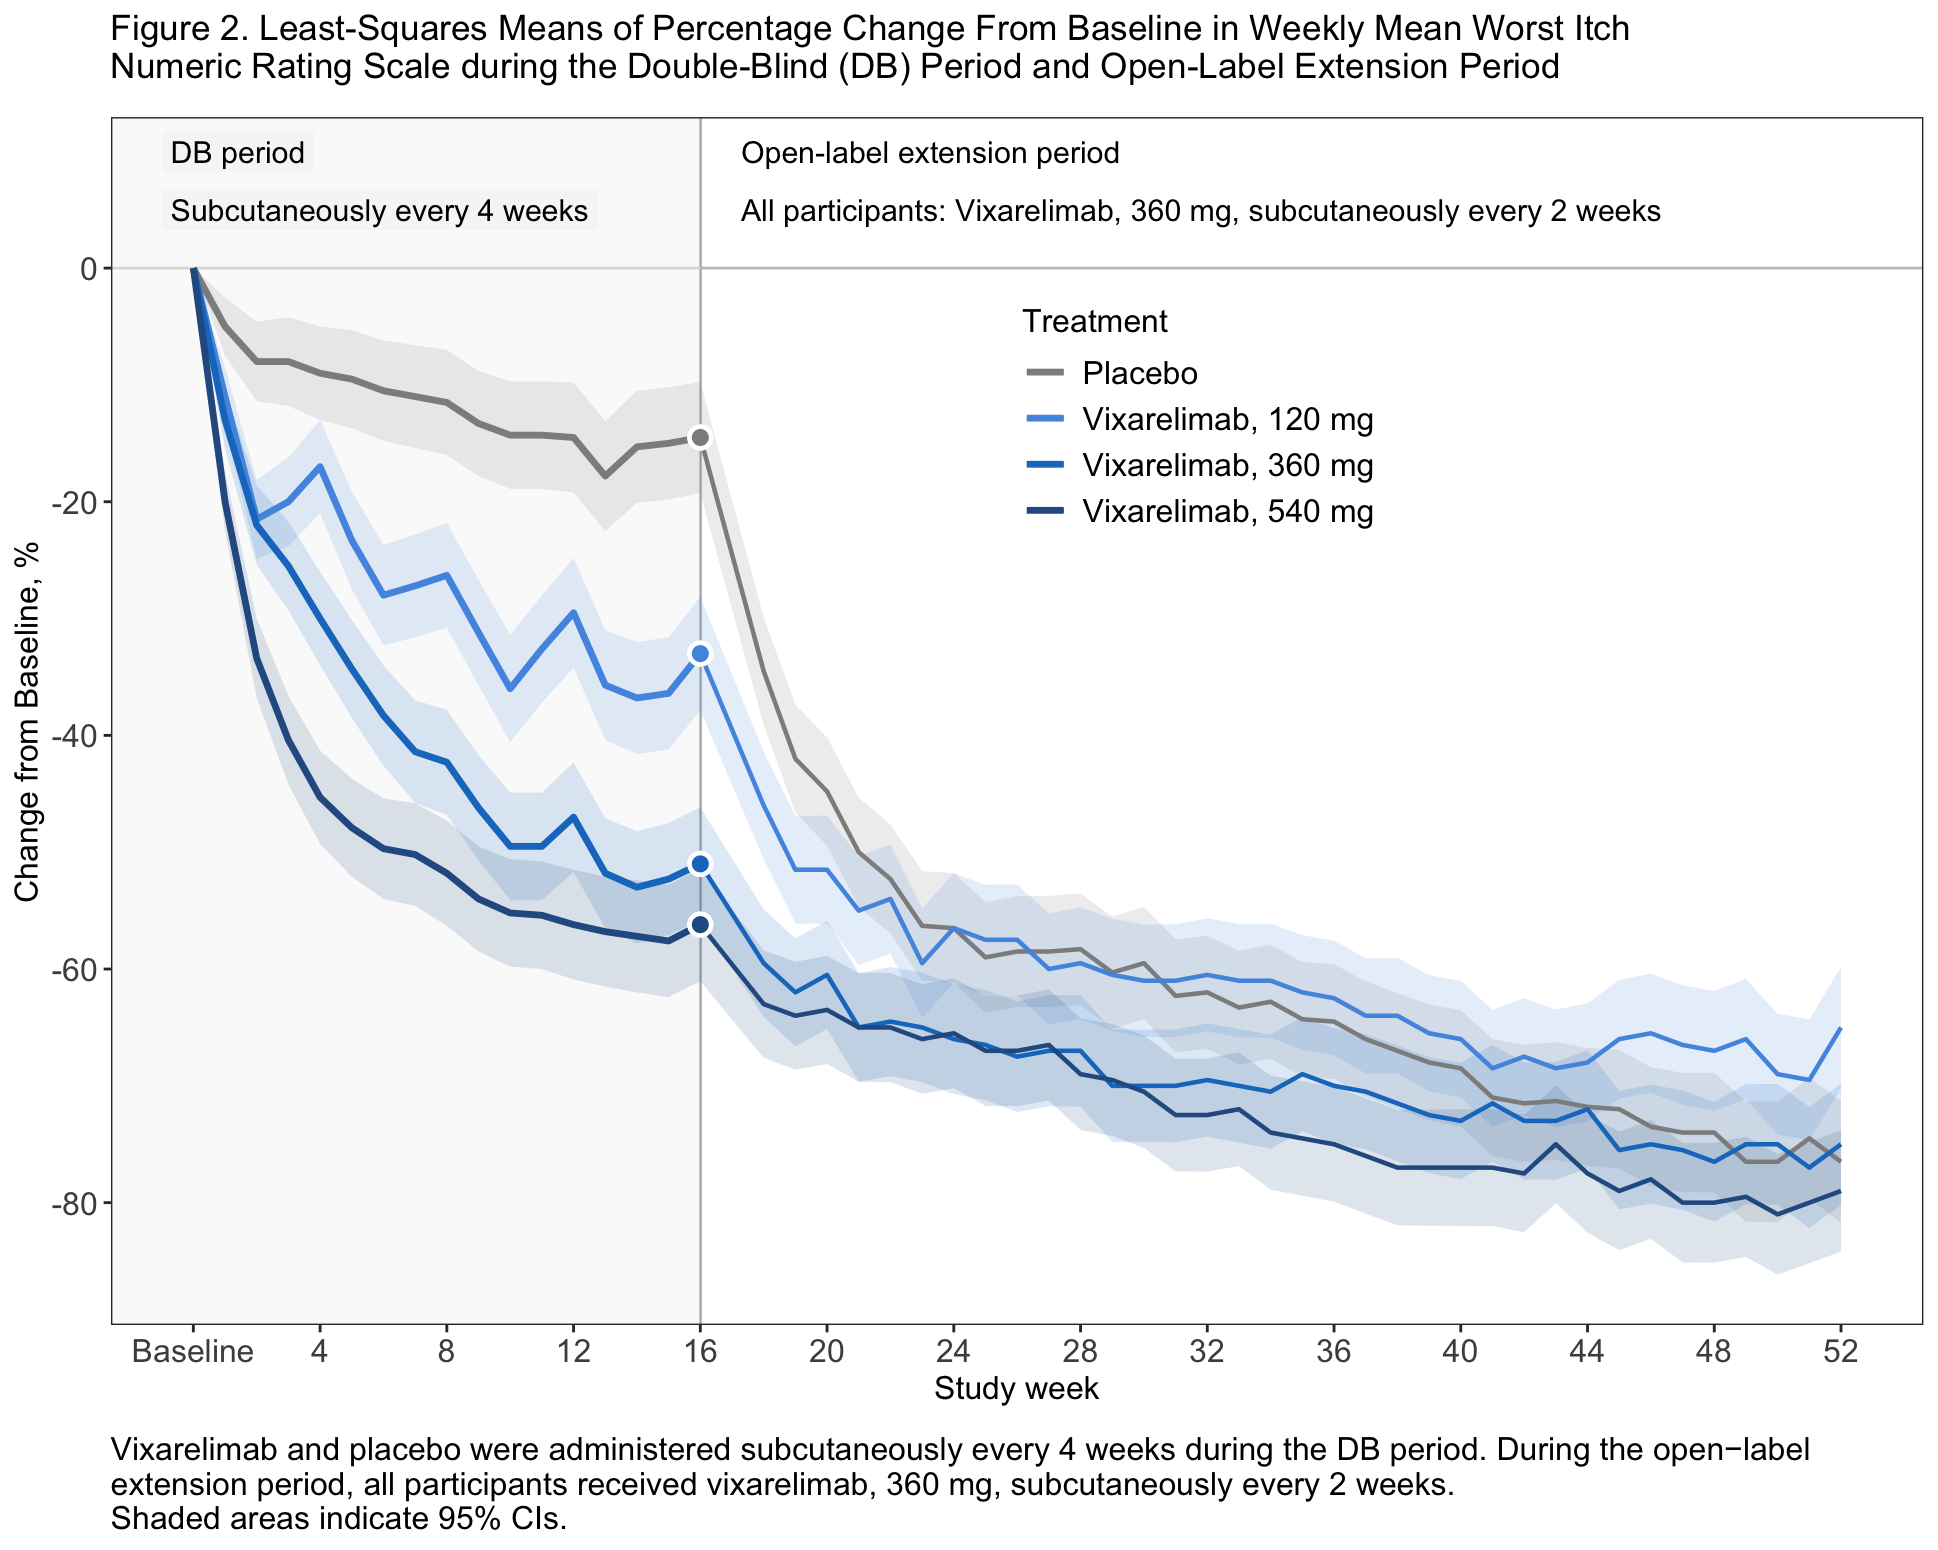 Figure 2. Least-Squares Means of Percentage Change From Baseline in Weekly Mean Worst Itch
Numeric Rating Scale during the Double-Blind (DB) Period and Open-Label Extension Period
DB period
Open-label extension period
Subcutaneously every 4 weeks
All participants: Vixarelimab, 360 mg, subcutaneously every 2 weeks
Change from Baseline, %
0
-20
-40
-60
-80
Treatment
Placebo
Vixarelimab, 120 mg
Vixarelimab, 360 mg
Vixarelimab, 540 mg
Baseline 4 8 12 16 20 24 28 32 36 40 44 48 52
Study week
Vixarelimab and placebo were administered subcutaneously every 4 weeks during the DB period. During the open−label
extension period, all participants received vixarelimab, 360 mg, subcutaneously every 2 weeks.
Shaded areas indicate 95% CIs.